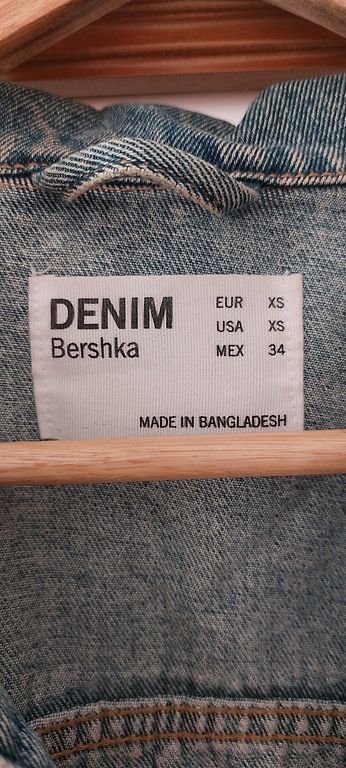 DENIM
Bershka
EUR XS
USA XS
MEX 34
MADE IN BANGLADESH